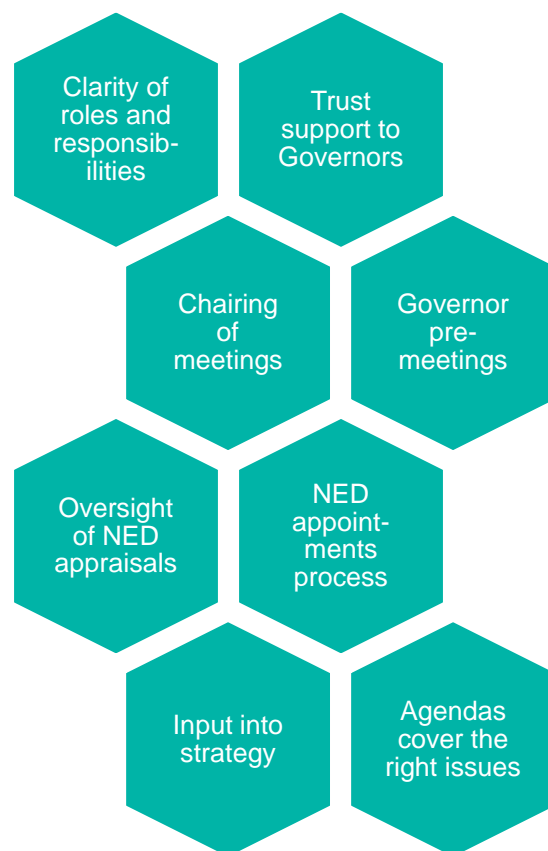 Clarity of
roles and
responsib-
ilities
Trust
support to
Governors
Chairing
of
meetings
Governor
pre-
meetings
Oversight
of NED
appraisals
NED
appoint-
ments
process
Input into
strategy
Agendas
cover the
right issues